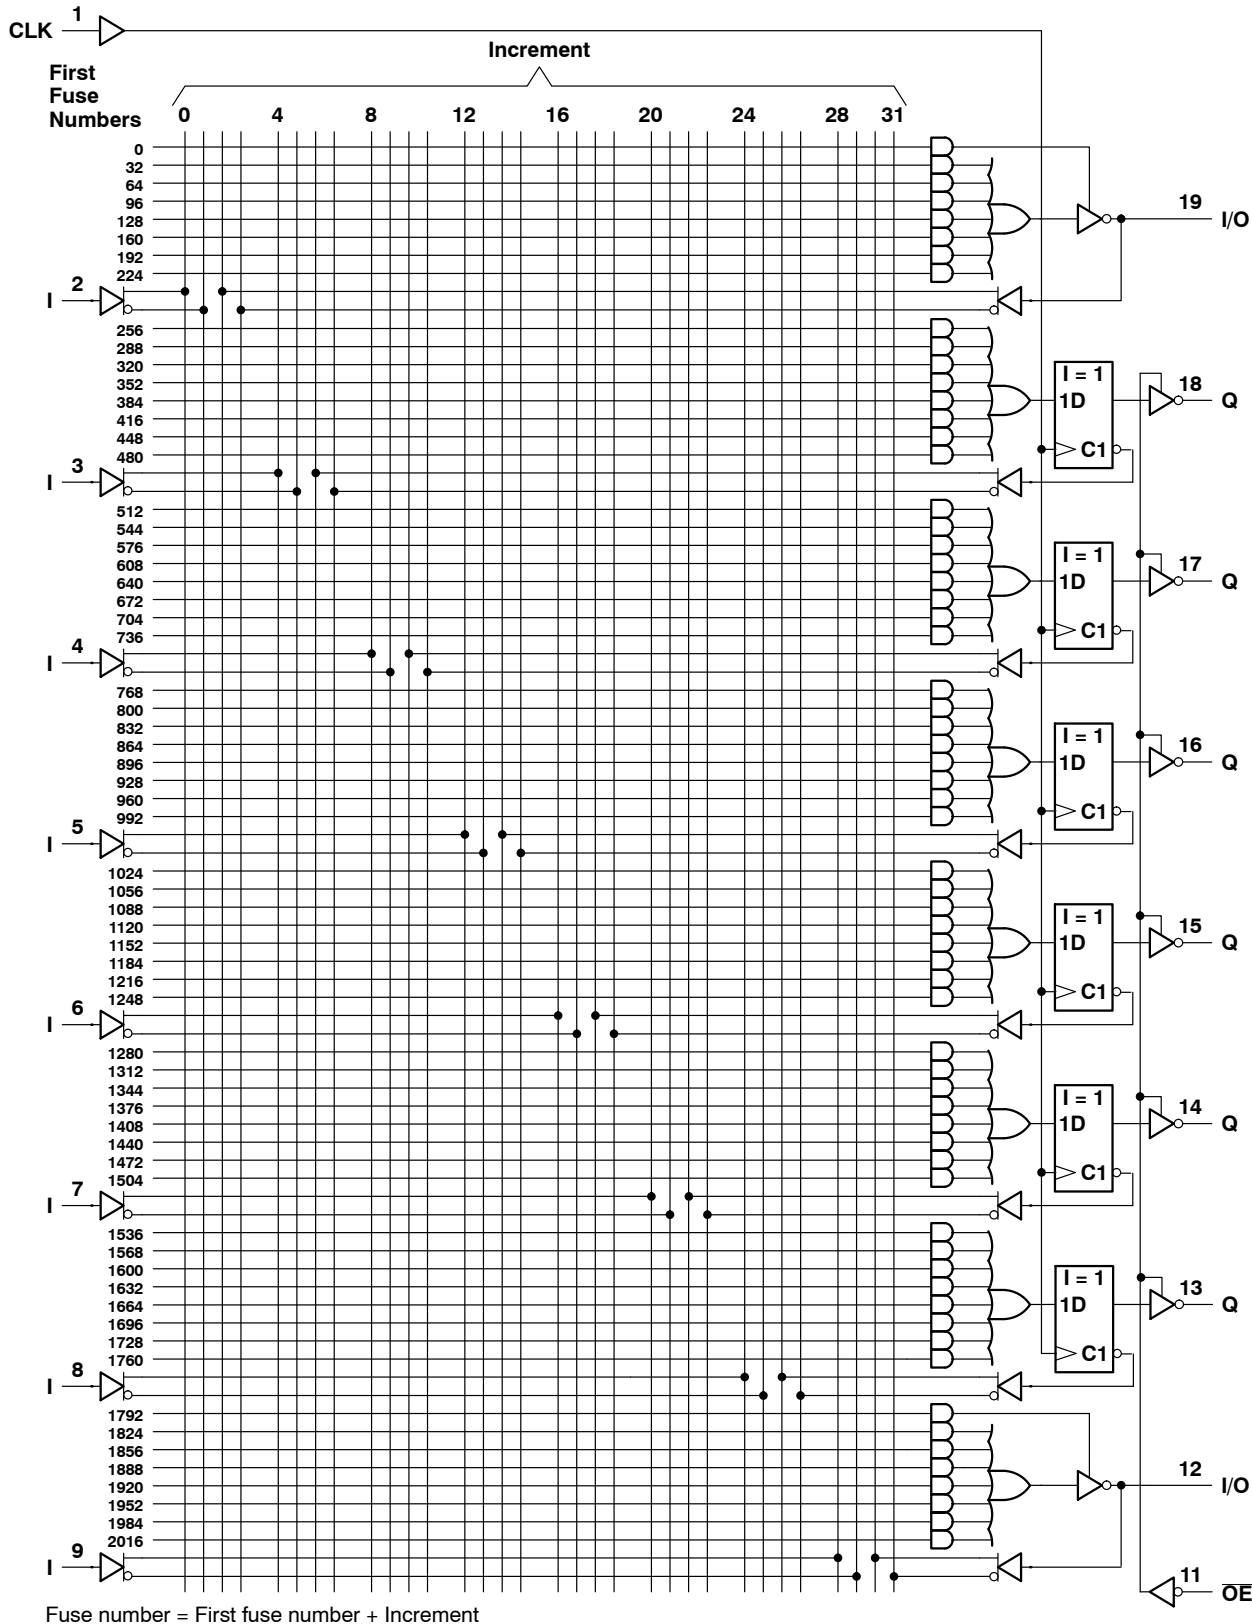 1
CLK
Increment
First
Fuse
Numbers
0 4 8 12 16 20 24 28 31
0
32
64
96
128
160
192
224
19
I/O
2
I
256
288
320
352
384
416
448
480
I = 1
1D
C1
18
Q
3
I
512
544
576
608
640
672
704
736
I = 1
1D
C1
17
Q
4
I
768
800
832
864
896
928
960
992
I = 1
1D
C1
16
Q
5
I
1024
1056
1088
1120
1152
1184
1216
1248
I = 1
1D
C1
15
Q
6
I
1280
1312
1344
1376
1408
1440
1472
1504
I = 1
1D
C1
14
Q
7
I
1536
1568
1600
1632
1664
1696
1728
1760
I = 1
1D
C1
13
Q
8
I
1792
1824
1856
1888
1920
1952
1984
2016
12
I/O
9
I
11
O̅E̅
Fuse number = First fuse number + Increment